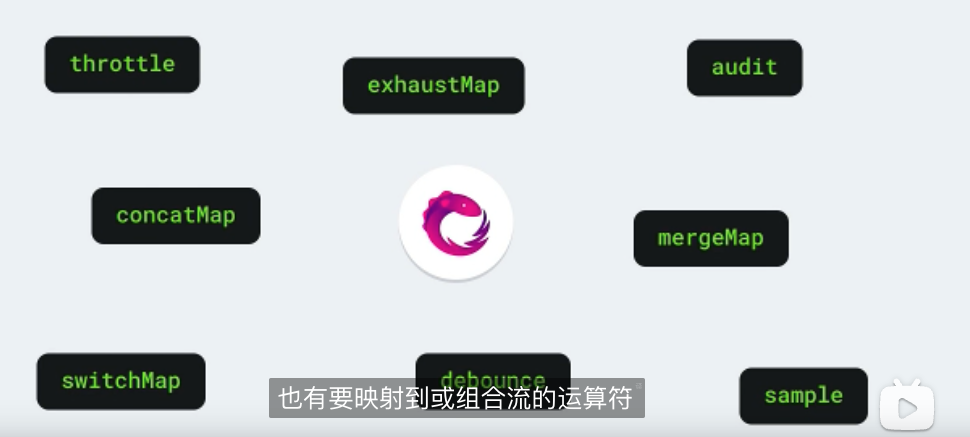 throttle
exhaustMap
audit
concatMap
mergeMap
switchMap
debounce
sample
也有要映射到或组合流的运算符